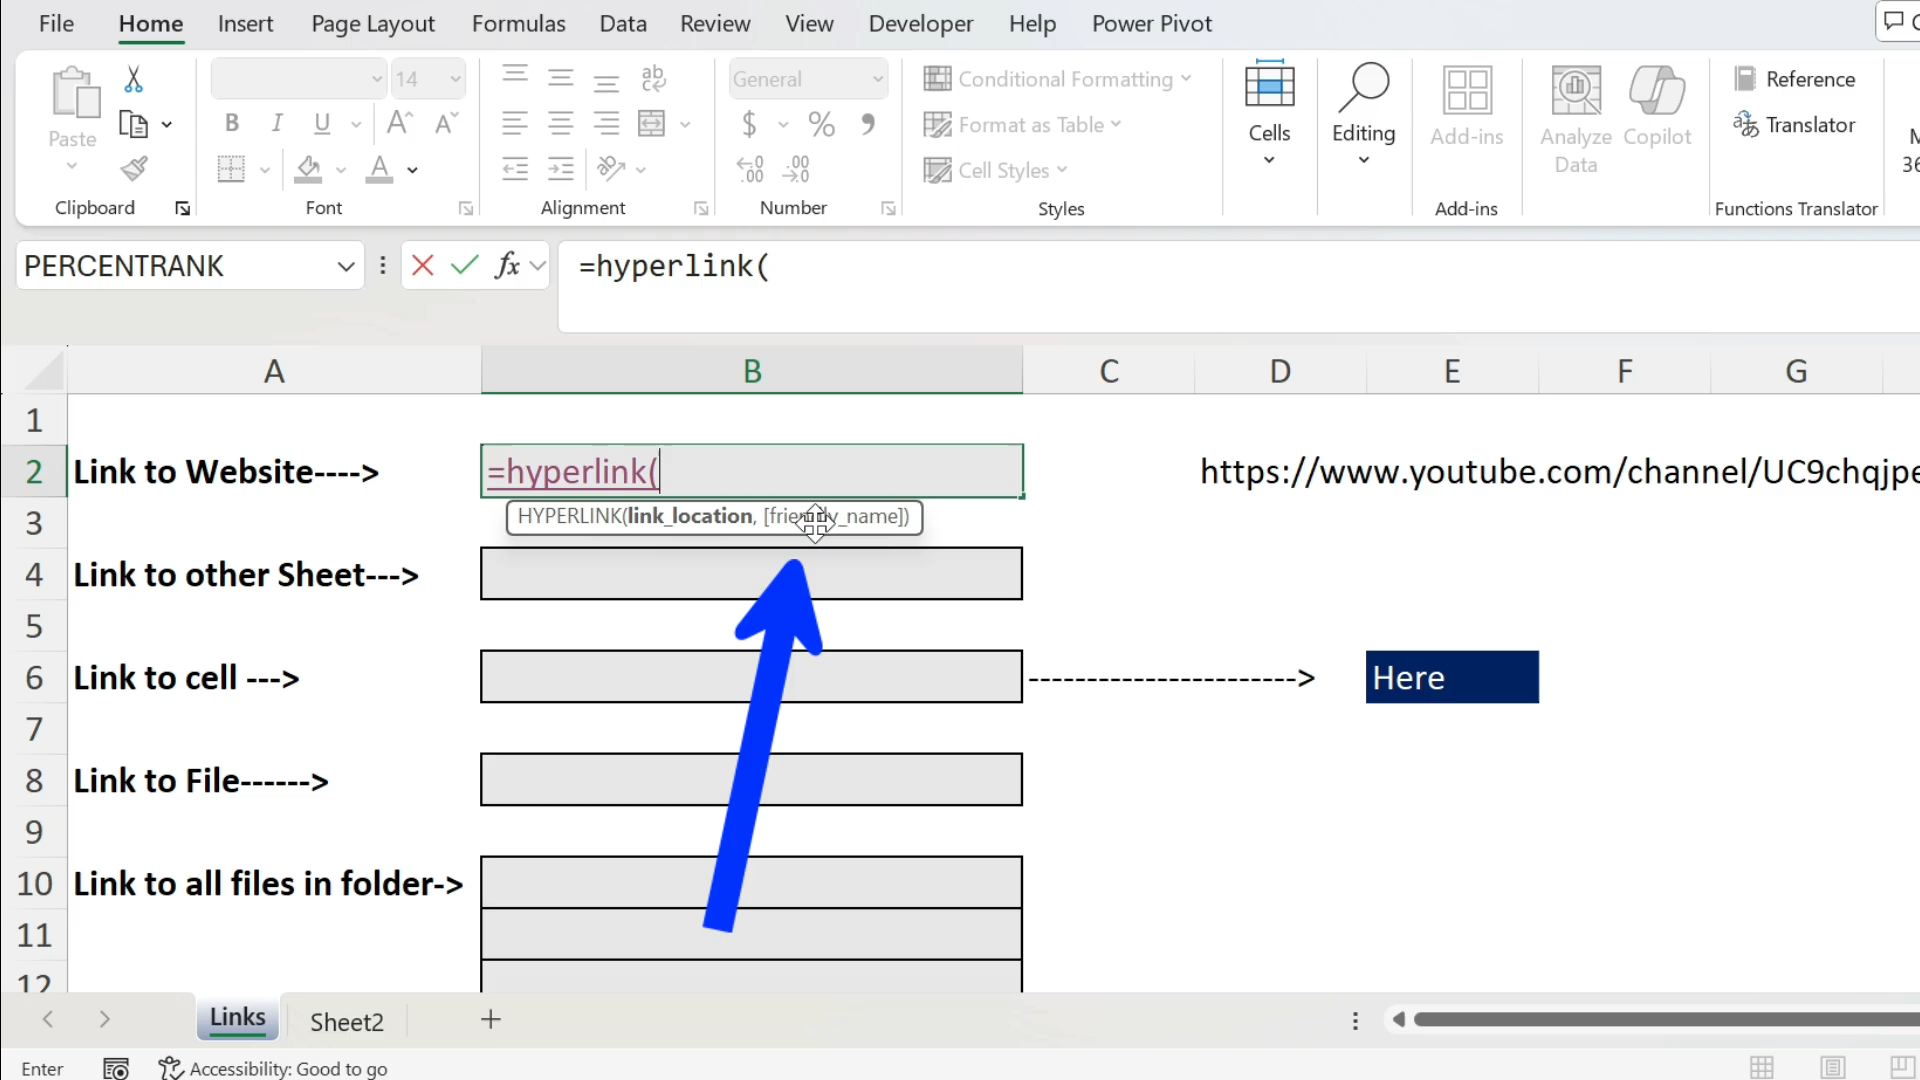 File Home Insert Page Layout Formulas Data Review View Developer Help Power Pivot
14 General Conditional Formatting Reference
Paste B I U $ % Format as Table Cells Editing Add-ins Analyze Data Copilot Translator
Cell Styles
Clipboard Font Alignment Number Styles Add-ins Functions Translator
PERCENTRANK fx =hyperlink(
A B C D E F G
1
2 Link to Website----> =hyperlink( https://www.youtube.com/channel/UC9chqjpe
HYPERLINK(link_location, [friendly_name])
3
4 Link to other Sheet--->
5
6 Link to cell ---> ----------------------> Here
7
8 Link to File------>
9
10 Link to all files in folder->
11
12
Links Sheet2
Enter Accessibility: Good to go